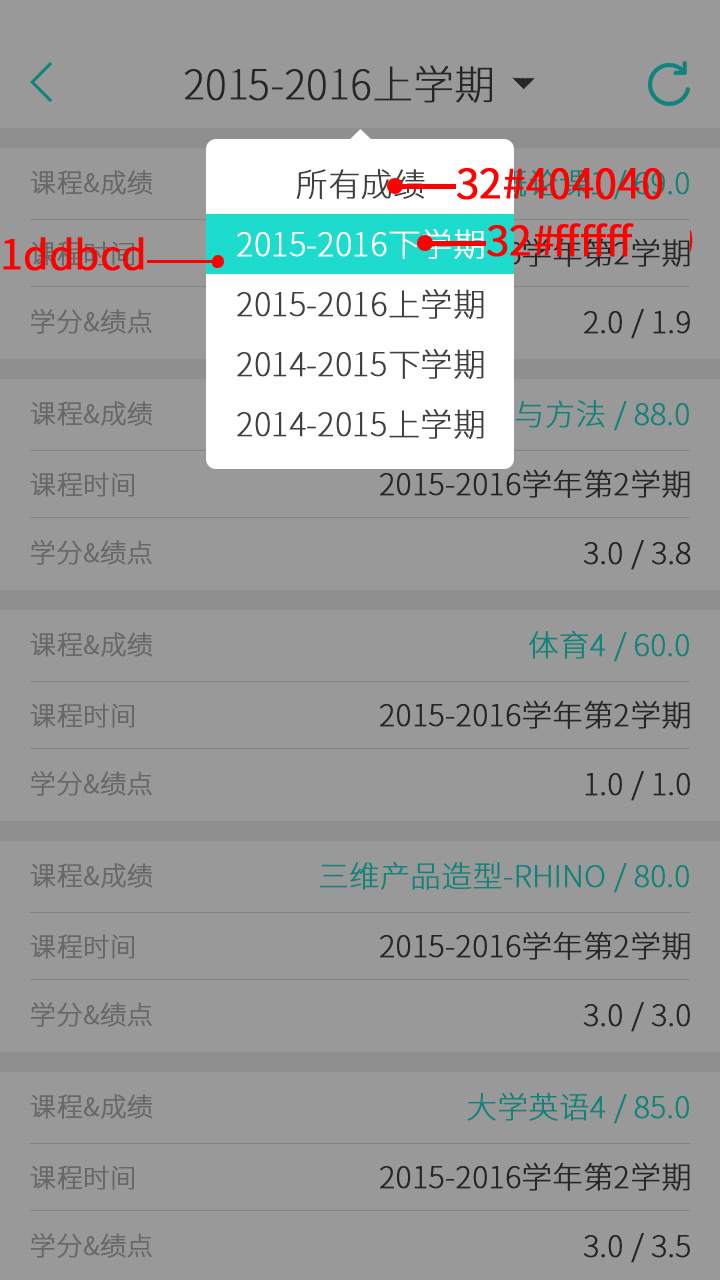 2015-2016上学期
所有成绩
32#404040
课程&成绩
论课1 / 69.0
2015-2016下学期
32#ffffff
1ddbcd
课程时间
学年第2学期
2015-2016上学期
学分&绩点
2.0 / 1.9
2014-2015下学期
2014-2015上学期
课程&成绩
与方法 / 88.0
课程时间
2015-2016学年第2学期
学分&绩点
3.0 / 3.8
课程&成绩
体育4 / 60.0
课程时间
2015-2016学年第2学期
学分&绩点
1.0 / 1.0
课程&成绩
三维产品造型-RHINO / 80.0
课程时间
2015-2016学年第2学期
学分&绩点
3.0 / 3.0
课程&成绩
大学英语4 / 85.0
课程时间
2015-2016学年第2学期
学分&绩点
3.0 / 3.5